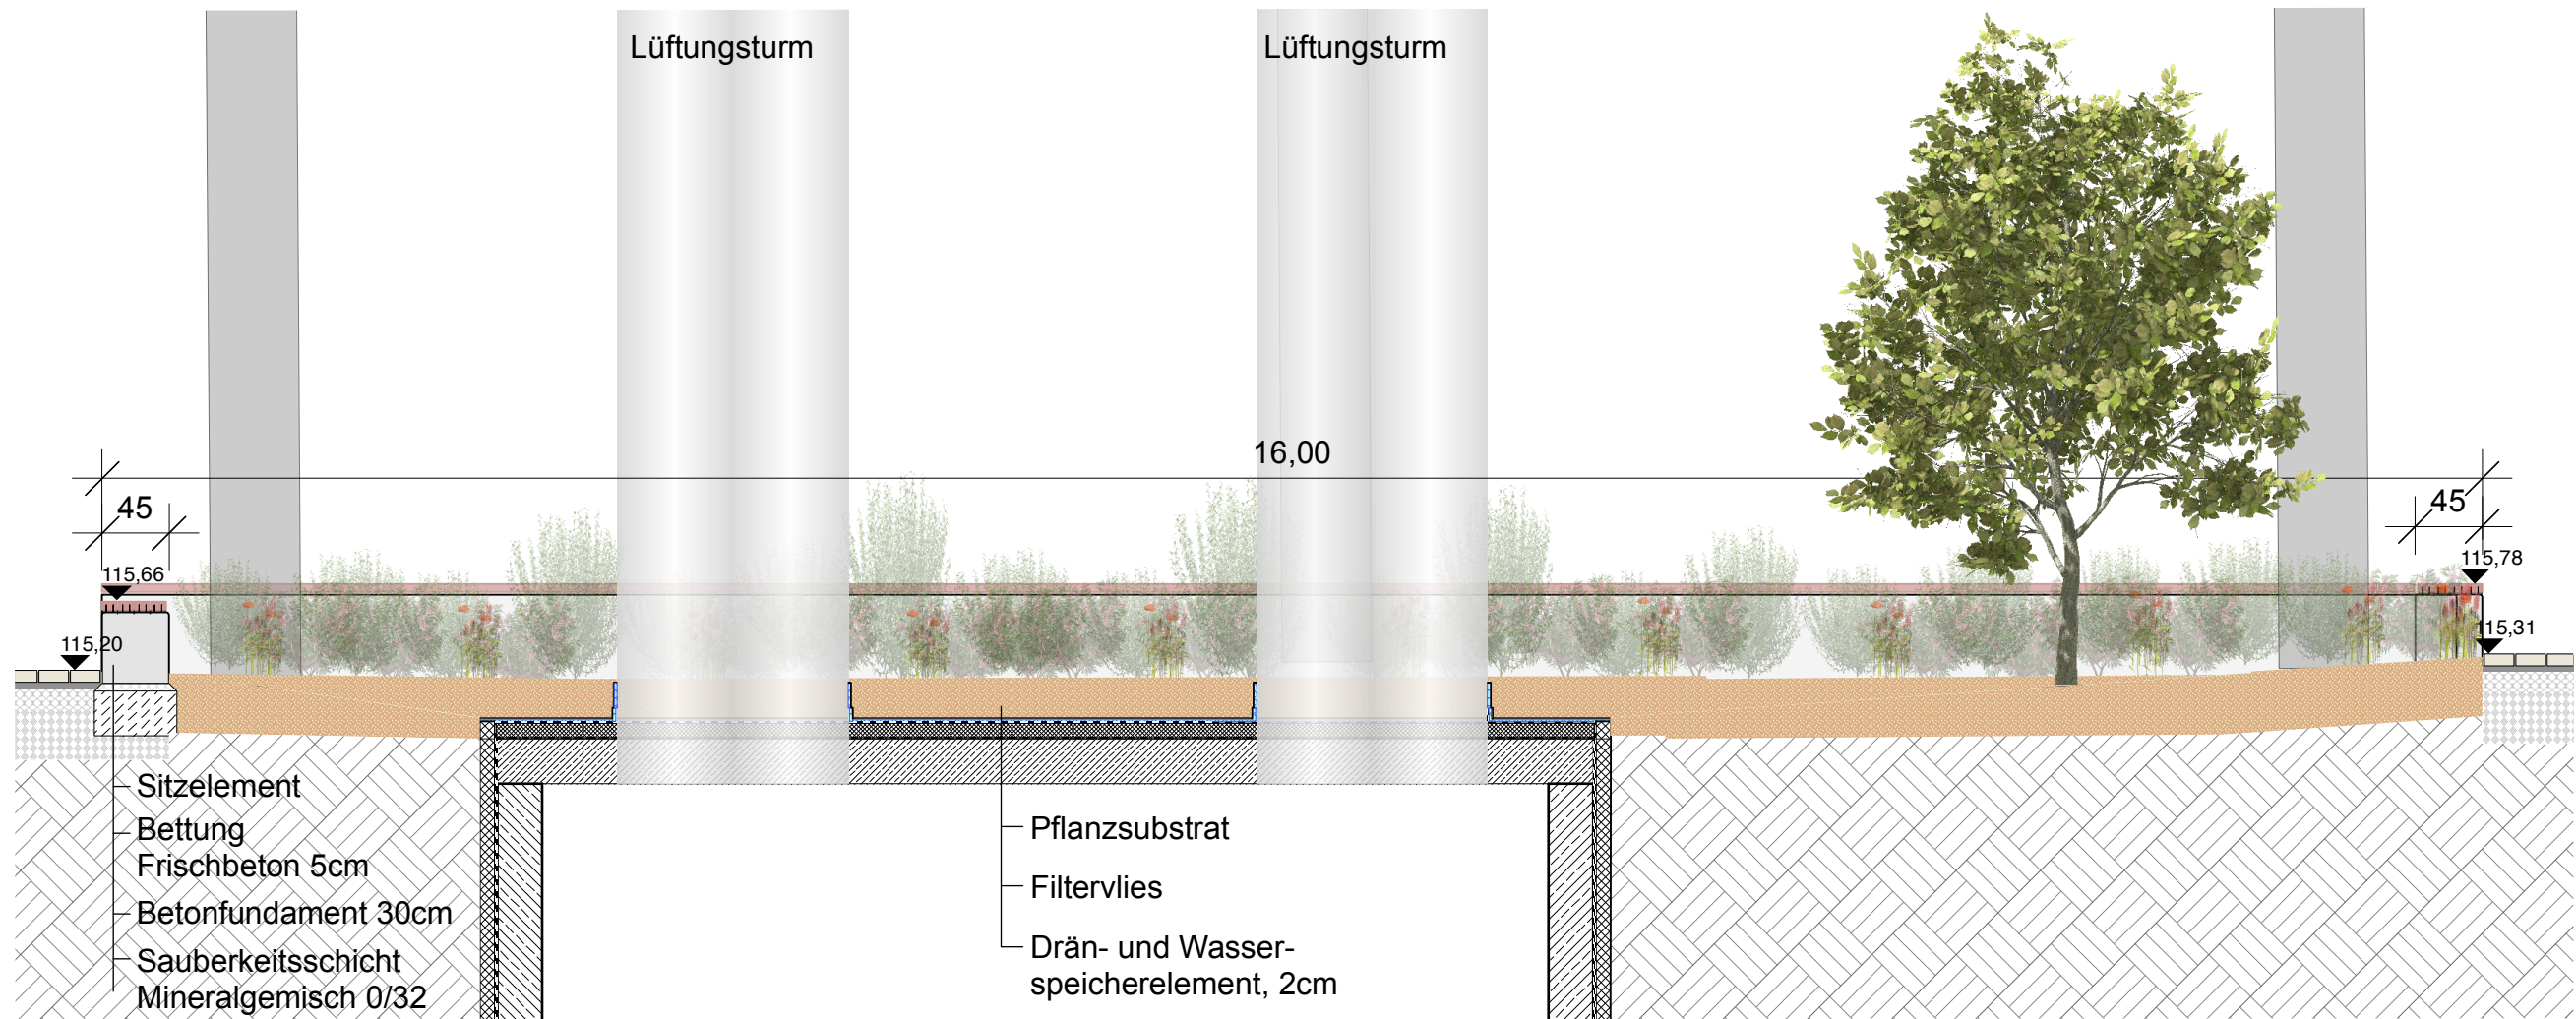 Lüftungsturm
Lüftungsturm
16,00
45
45
115,66
115,78
115,20
115,31
Sitzelement
Bettung
Frischbeton 5cm
Betonfundament 30cm
Sauberkeitsschicht
Mineralgemisch 0/32
Pflanzsubstrat
Filtervlies
Drän- und Wasser-
speicherelement, 2cm